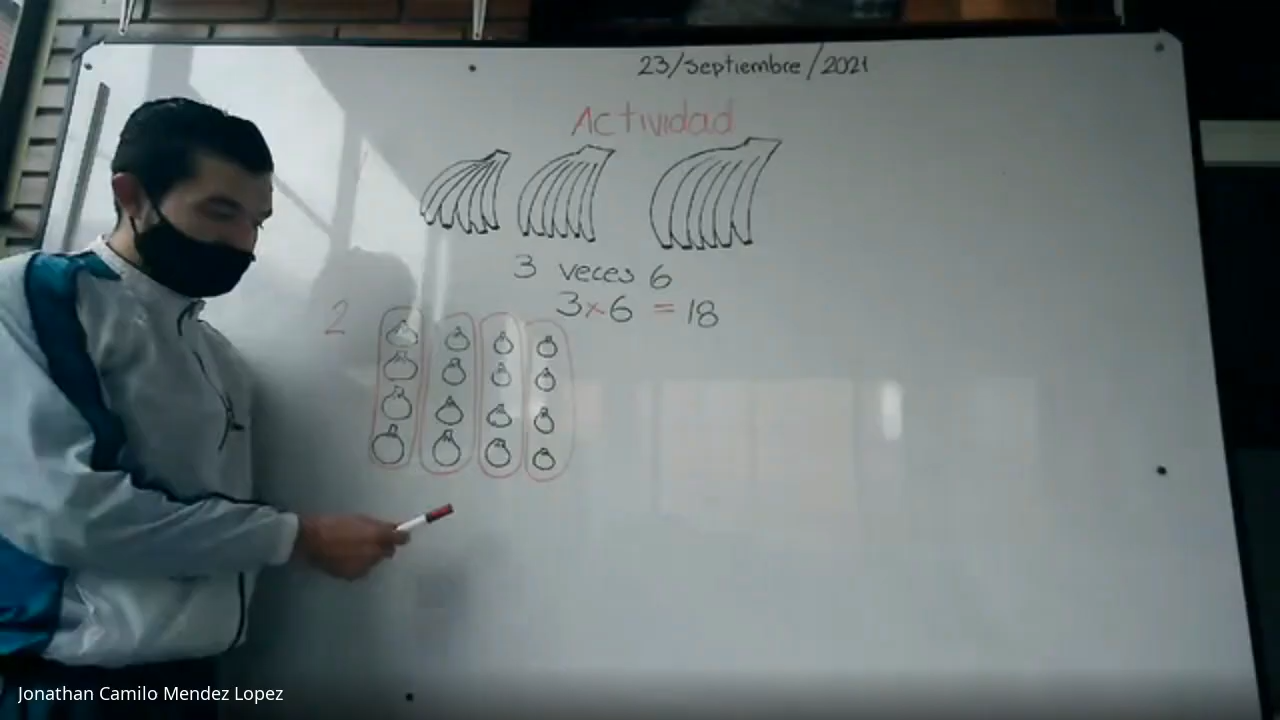 23/Septiembre/2021
Actividad
3 veces 6
3x6 = 18
2
Jonathan Camilo Mendez Lopez